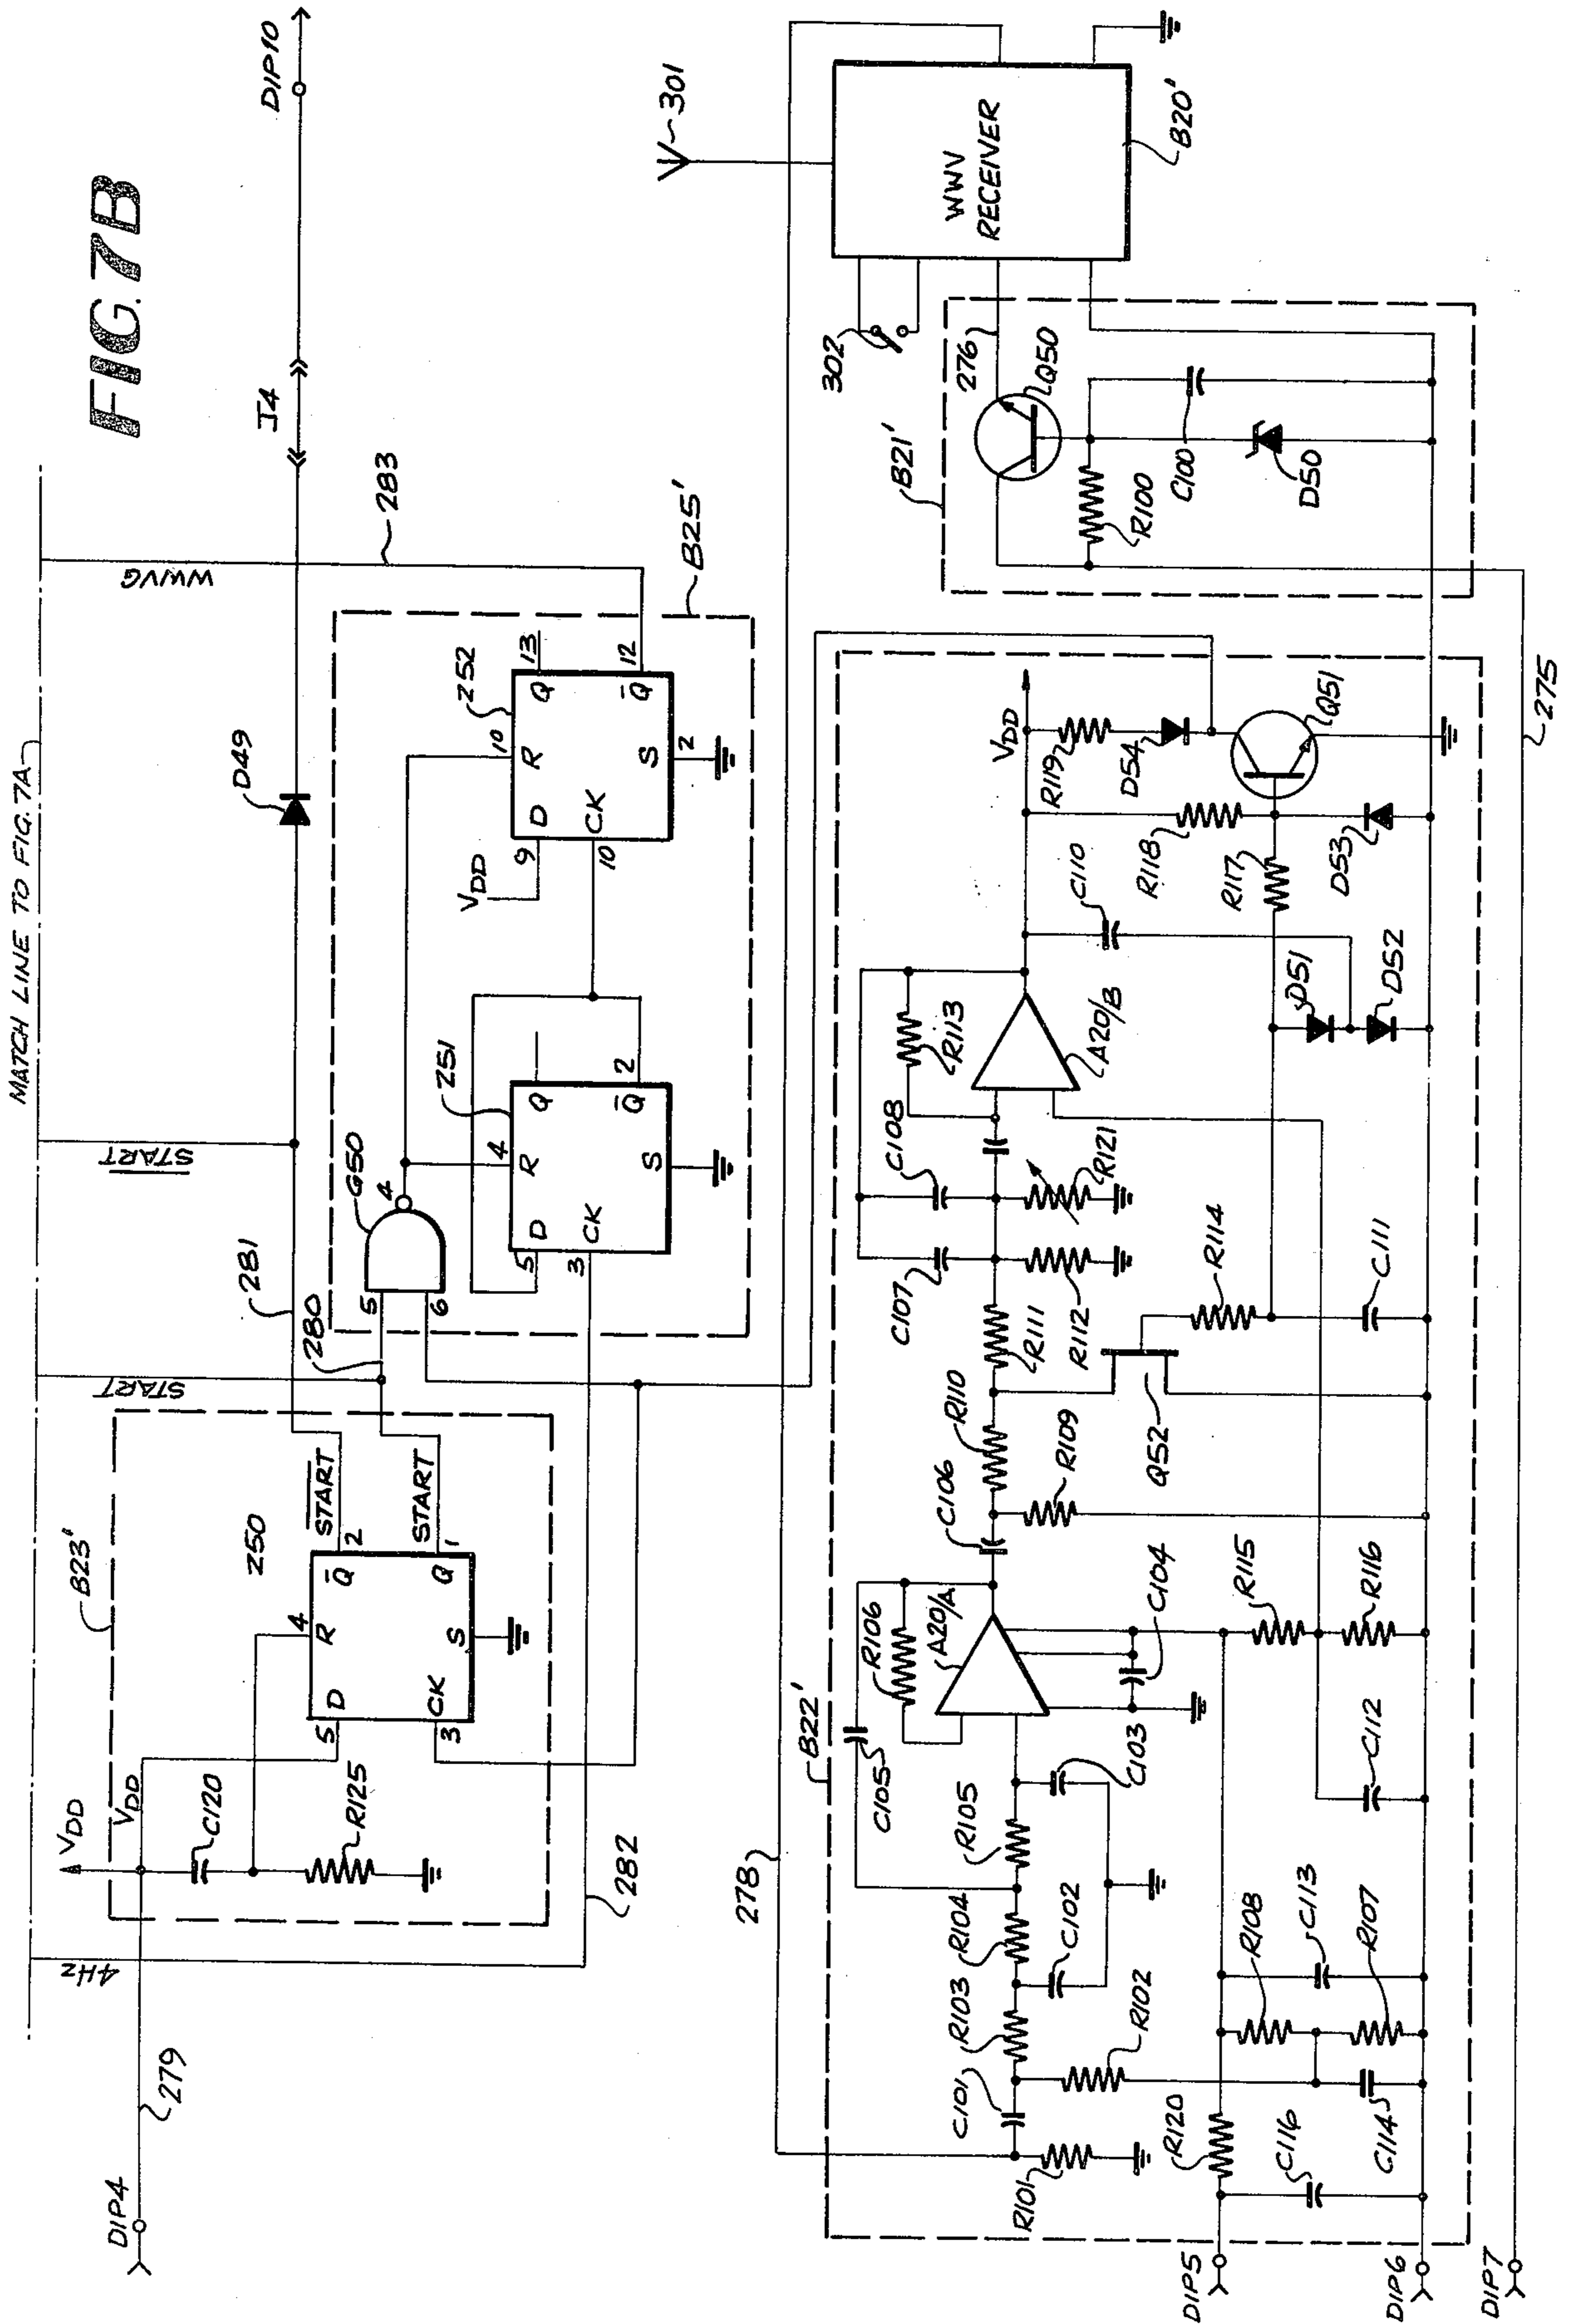 FIG. 7B
MATCH LINE TO FIG. 7A
DIP4
279
4HZ
VDD
VDD
B23'
C120
R125
Z50
5 D
4
R
Q̅ 2
Q 1
3 CK
S
START
START
START
START
280
281
282
D49
J4
DIP10
G50
5
6
4
Z51
5 D
4
R
Q
Q̅ 2
3 CK
S
VDD
Z52
9 D
10
R
Q 13
Q̅ 12
10 CK
S
2
B25'
WWVG
283
301
WWV
RECEIVER
B20'
302
276
B21'
Q50
R100
C100
D50
278
B22'
R101
C101
R102
R103
C102
R104
R105
C103
C105
R106
A20/A
C104
C106
R109
R110
R111
C107
R112
C108
R121
R113
A20/B
C110
VDD
R119
D54
R118
R117
D53
Q51
D51
D52
R114
Q52
C111
R115
R116
C112
C113
R108
R107
C114
R120
C116
DIP5
DIP6
DIP7
275